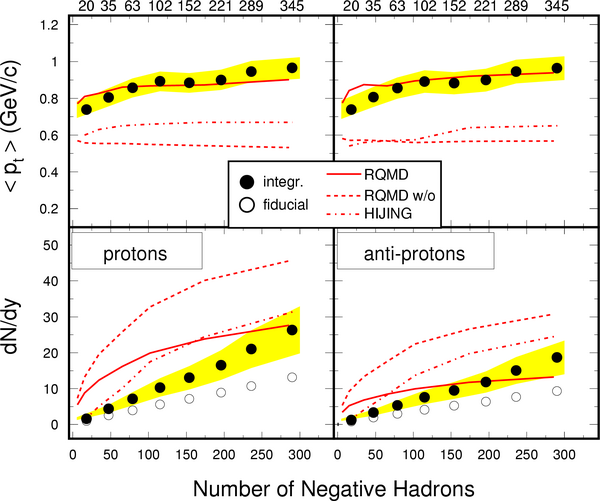 20 35 63 102 152 221 289 345 20 35 63 102 152 221 289 345
< pt > (GeV/c)
1.2
1
0.8
0.6
0.4
0.2
integr.
fiducial
RQMD
RQMD w/o
HIJING
dN/dy
50
40
30
20
10
0
protons
anti-protons
0 50 100 150 200 250 300 0 50 100 150 200 250 300
Number of Negative Hadrons